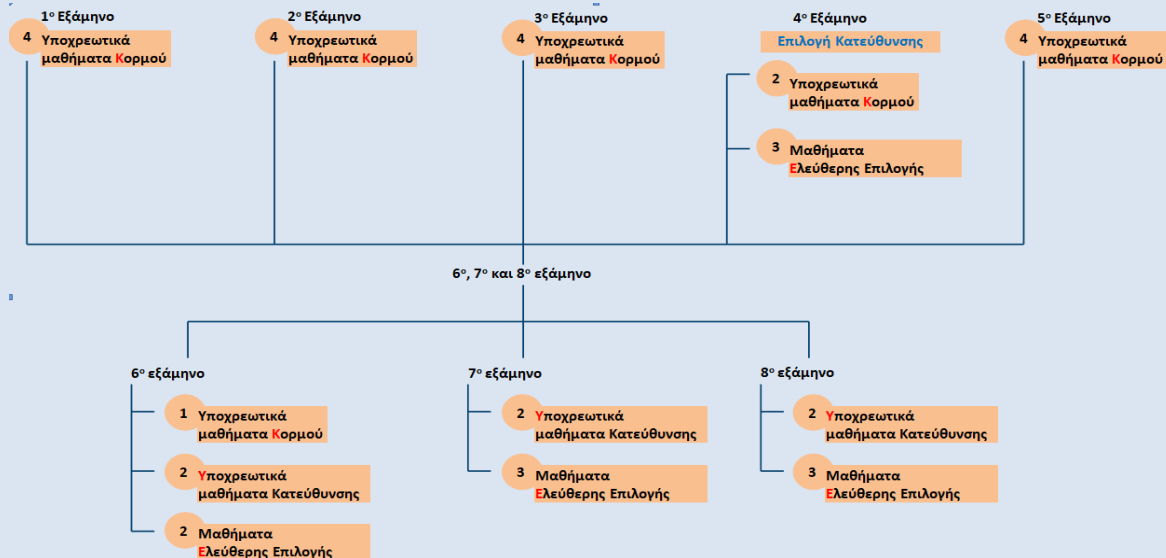 1ο Εξάμηνο
4 Υποχρεωτικά
μαθήματα Κορμού
2ο Εξάμηνο
4 Υποχρεωτικά
μαθήματα Κορμού
3ο Εξάμηνο
4 Υποχρεωτικά
μαθήματα Κορμού
4ο Εξάμηνο
Επιλογή Κατεύθυνσης
2 Υποχρεωτικά
μαθήματα Κορμού
3 Μαθήματα
Ελεύθερης Επιλογής
5ο Εξάμηνο
4 Υποχρεωτικά
μαθήματα Κορμού
6ο, 7ο και 8ο εξάμηνο
6ο εξάμηνο
1 Υποχρεωτικά
μαθήματα Κορμού
2 Υποχρεωτικά
μαθήματα Κατεύθυνσης
2 Μαθήματα
Ελεύθερης Επιλογής
7ο εξάμηνο
2 Υποχρεωτικά
μαθήματα Κατεύθυνσης
3 Μαθήματα
Ελεύθερης Επιλογής
8ο εξάμηνο
2 Υποχρεωτικά
μαθήματα Κατεύθυνσης
3 Μαθήματα
Ελεύθερης Επιλογής